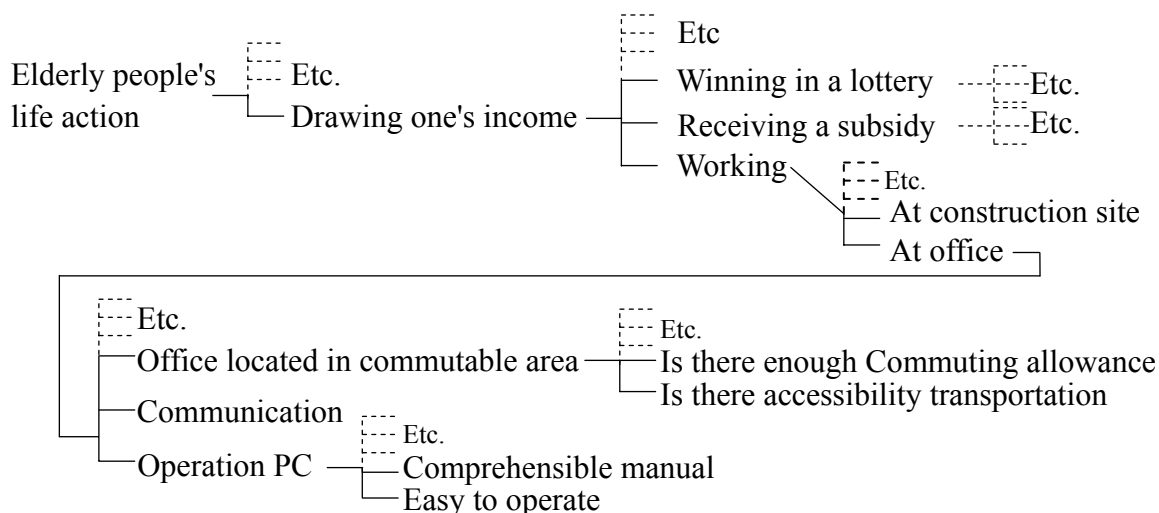 Etc
Elderly people's
life action
Etc.
Drawing one's income
Winning in a lottery
Etc.
Receiving a subsidy
Etc.
Working
Etc.
At construction site
At office
Etc.
Office located in commutable area
Etc.
Is there enough Commuting allowance
Is there accessibility transportation
Communication
Operation PC
Etc.
Comprehensible manual
Easy to operate